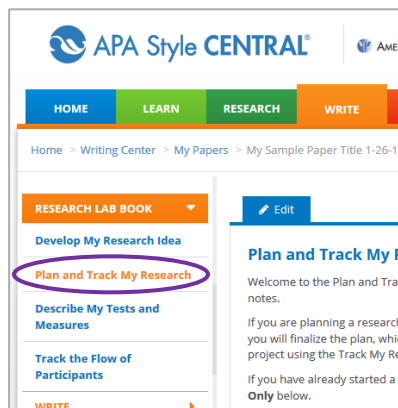 APA Style CENTRAL®
AME
HOME LEARN RESEARCH WRITE
Home > Writing Center > My Papers > My Sample Paper Title 1-26-1
RESEARCH LAB BOOK
Edit
Develop My Research Idea
Plan and Track My Research
Describe My Tests and
Measures
Track the Flow of
Participants
WRITE
Plan and Track My
Welcome to the Plan and Tra
notes.
If you are planning a research
you will finalize the plan, whi
project using the Track My Re
If you have already started a
Only below.